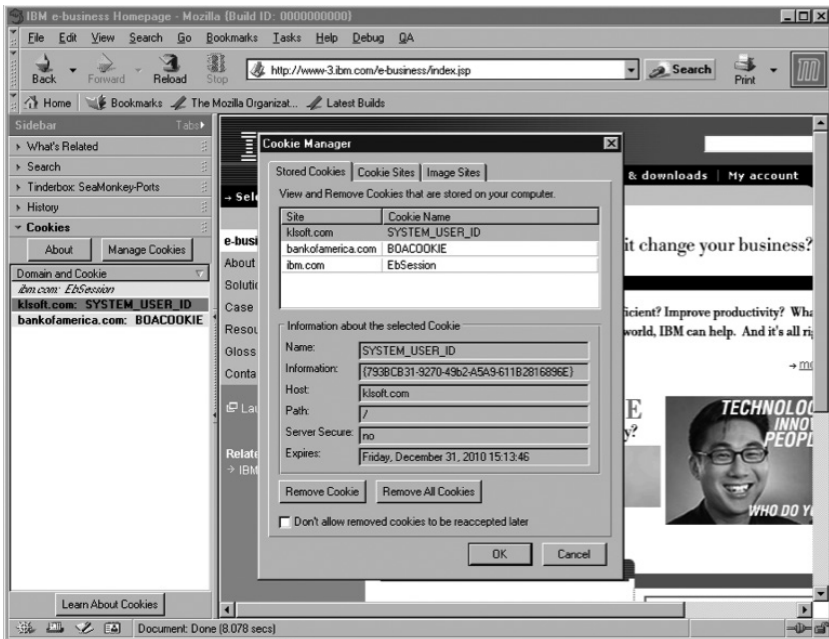 IBM e-business Homepage - Mozilla {Build ID: 0000000000}
File Edit View Search Go Bookmarks Tasks Help Debug QA
Back Forward Reload Stop http://www-3.ibm.com/e-business/index.jsp Search Print
Home Bookmarks The Mozilla Organizat... Latest Builds
Sidebar Tabs
What's Related
Search
Tinderbox: SeaMonkey-Ports
History
Cookies
About Manage Cookies
Domain and Cookie
ibm.com: EbSession
klsoft.com: SYSTEM_USER_ID
bankofamerica.com: BOACOOKIE
Learn About Cookies
& downloads | My account
e-busi
About
Case
Gloss
Conta
Relate
IBM
Cookie Manager
Stored Cookies Cookie Sites Image Sites
View and Remove Cookies that are stored on your computer.
Site Cookie Name
klsoft.com SYSTEM_USER_ID
bankofamerica.com BOACOOKIE
ibm.com EbSession
Information about the selected Cookie
Name: SYSTEM_USER_ID
Information: {793BCB31-9270-49b2-A5A9-611B2816896E}
Host: klsoft.com
Path: /
Server Secure: no
Expires: Friday, December 31, 2010 15:13:46
Remove Cookie Remove All Cookies
Don't allow removed cookies to be reaccepted later
OK Cancel
it change your business?
ficient? Improve productivity? Wha
world, IBM can help. And it's all ri
TECHNOLOG
INNOV
PEOPL
WHO DO Y
Document: Done (8.078 secs)